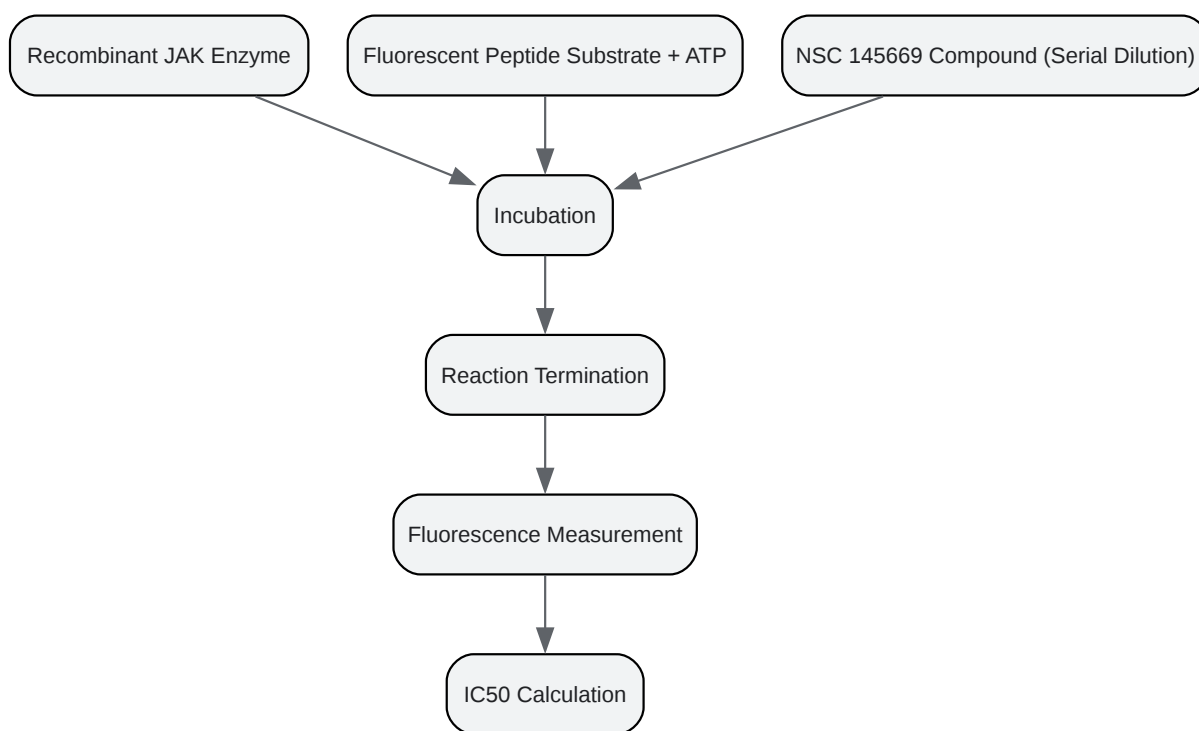 Recombinant JAK Enzyme
Fluorescent Peptide Substrate + ATP
NSC 145669 Compound (Serial Dilution)
Incubation
Reaction Termination
Fluorescence Measurement
IC50 Calculation